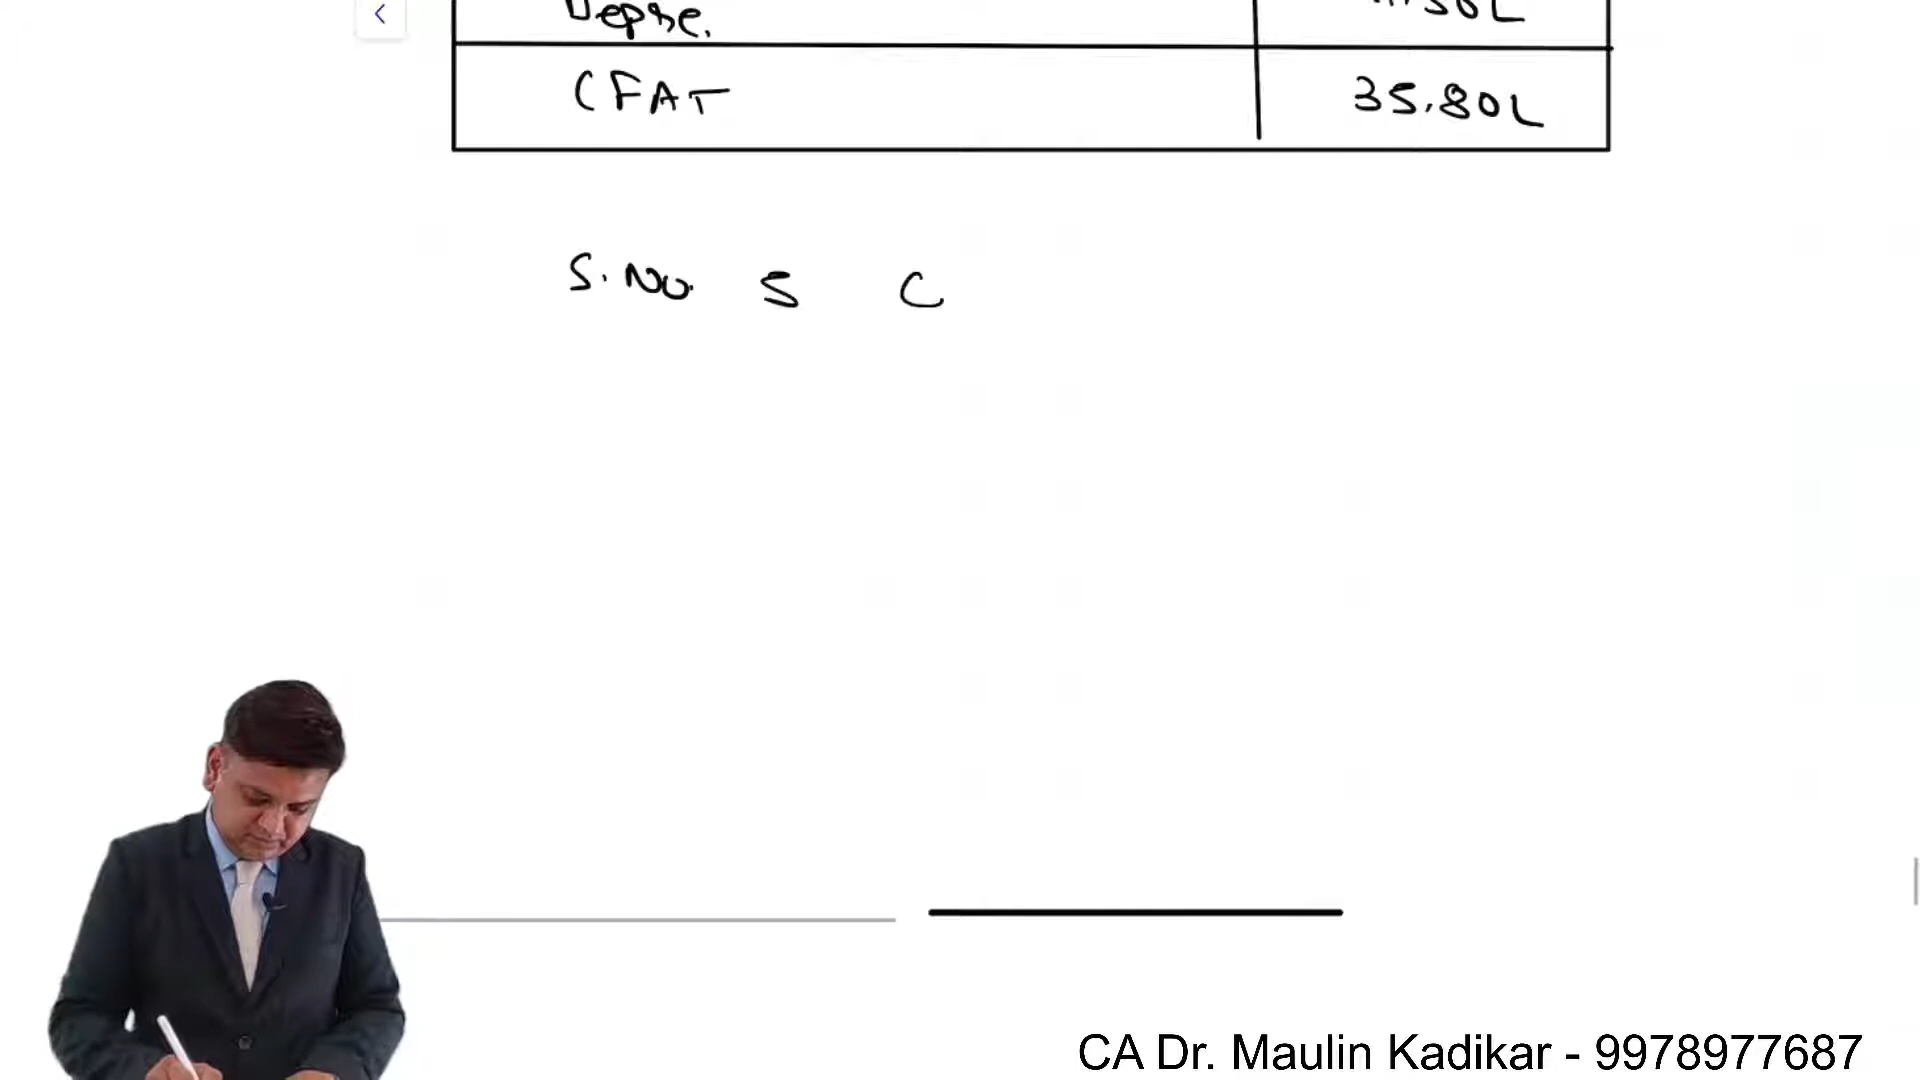 Depre.
CFAT 35.80L
S.No. S C
CA Dr. Maulin Kadikar - 9978977687